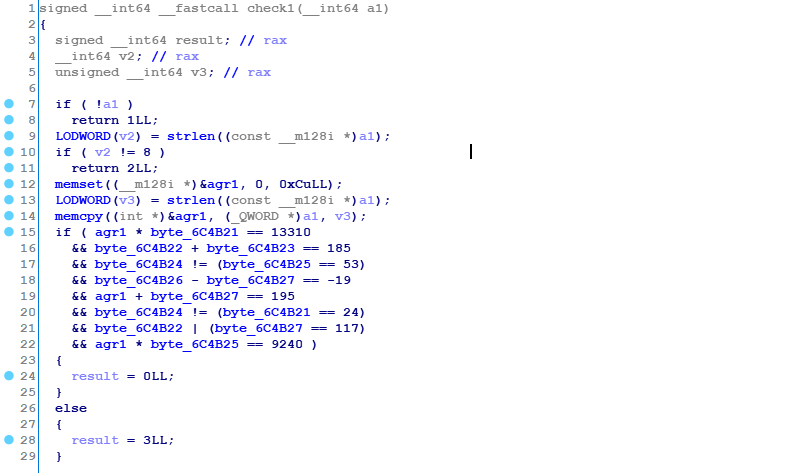 1 signed __int64 __fastcall check1(__int64 a1)
2 {
3   signed __int64 result; // rax
4   __int64 v2; // rax
5   unsigned __int64 v3; // rax
6
7   if ( !a1 )
8     return 1LL;
9   LODWORD(v2) = strlen((const __m128i *)a1);
10   if ( v2 != 8 )
11     return 2LL;
12   memset((__m128i *)&agr1, 0, 0xCuLL);
13   LODWORD(v3) = strlen((const __m128i *)a1);
14   memcpy((int *)&agr1, (_QWORD *)a1, v3);
15   if ( agr1 * byte_6C4B21 == 13310
16     && byte_6C4B22 + byte_6C4B23 == 185
17     && byte_6C4B24 != (byte_6C4B25 == 53)
18     && byte_6C4B26 - byte_6C4B27 == -19
19     && agr1 + byte_6C4B27 == 195
20     && byte_6C4B24 != (byte_6C4B21 == 24)
21     && byte_6C4B22 | (byte_6C4B27 == 117)
22     && agr1 * byte_6C4B25 == 9240 )
23   {
24     result = 0LL;
25   }
26   else
27   {
28     result = 3LL;
29   }